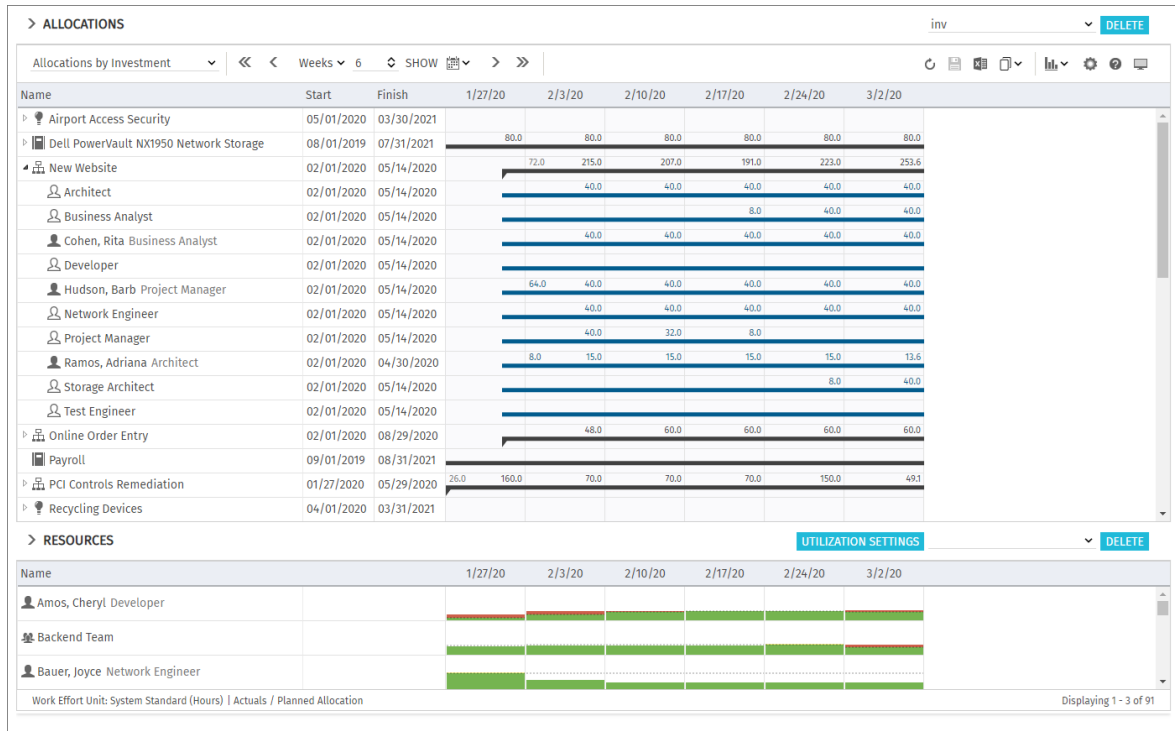 ALLOCATIONS inv DELETE
Allocations by Investment Weeks 6 SHOW
Name Start Finish 1/27/20 2/3/20 2/10/20 2/17/20 2/24/20 3/2/20
Airport Access Security 05/01/2020 03/30/2021
Dell PowerVault NX1950 Network Storage 08/01/2019 07/31/2021 80.0 80.0 80.0 80.0 80.0 80.0
New Website 02/01/2020 05/14/2020 72.0 215.0 207.0 191.0 223.0 253.6
Architect 02/01/2020 05/14/2020 40.0 40.0 40.0 40.0 40.0
Business Analyst 02/01/2020 05/14/2020 8.0 40.0 40.0
Cohen, Rita Business Analyst 02/01/2020 05/14/2020 40.0 40.0 40.0 40.0 40.0
Developer 02/01/2020 05/14/2020
Hudson, Barb Project Manager 02/01/2020 05/14/2020 64.0 40.0 40.0 40.0 40.0 40.0
Network Engineer 02/01/2020 05/14/2020 40.0 40.0 40.0 40.0 40.0
Project Manager 02/01/2020 05/14/2020 40.0 32.0 8.0
Ramos, Adriana Architect 02/01/2020 04/30/2020 8.0 15.0 15.0 15.0 15.0 13.6
Storage Architect 02/01/2020 05/14/2020 8.0 40.0
Test Engineer 02/01/2020 05/14/2020
Online Order Entry 02/01/2020 08/29/2020 48.0 60.0 60.0 60.0 60.0
Payroll 09/01/2019 08/31/2021
PCI Controls Remediation 01/27/2020 05/29/2020 26.0 160.0 70.0 70.0 70.0 150.0 49.1
Recycling Devices 04/01/2020 03/31/2021
RESOURCES UTILIZATION SETTINGS DELETE
Name 1/27/20 2/3/20 2/10/20 2/17/20 2/24/20 3/2/20
Amos, Cheryl Developer
Backend Team
Bauer, Joyce Network Engineer
Work Effort Unit: System Standard (Hours) | Actuals / Planned Allocation Displaying 1 - 3 of 91